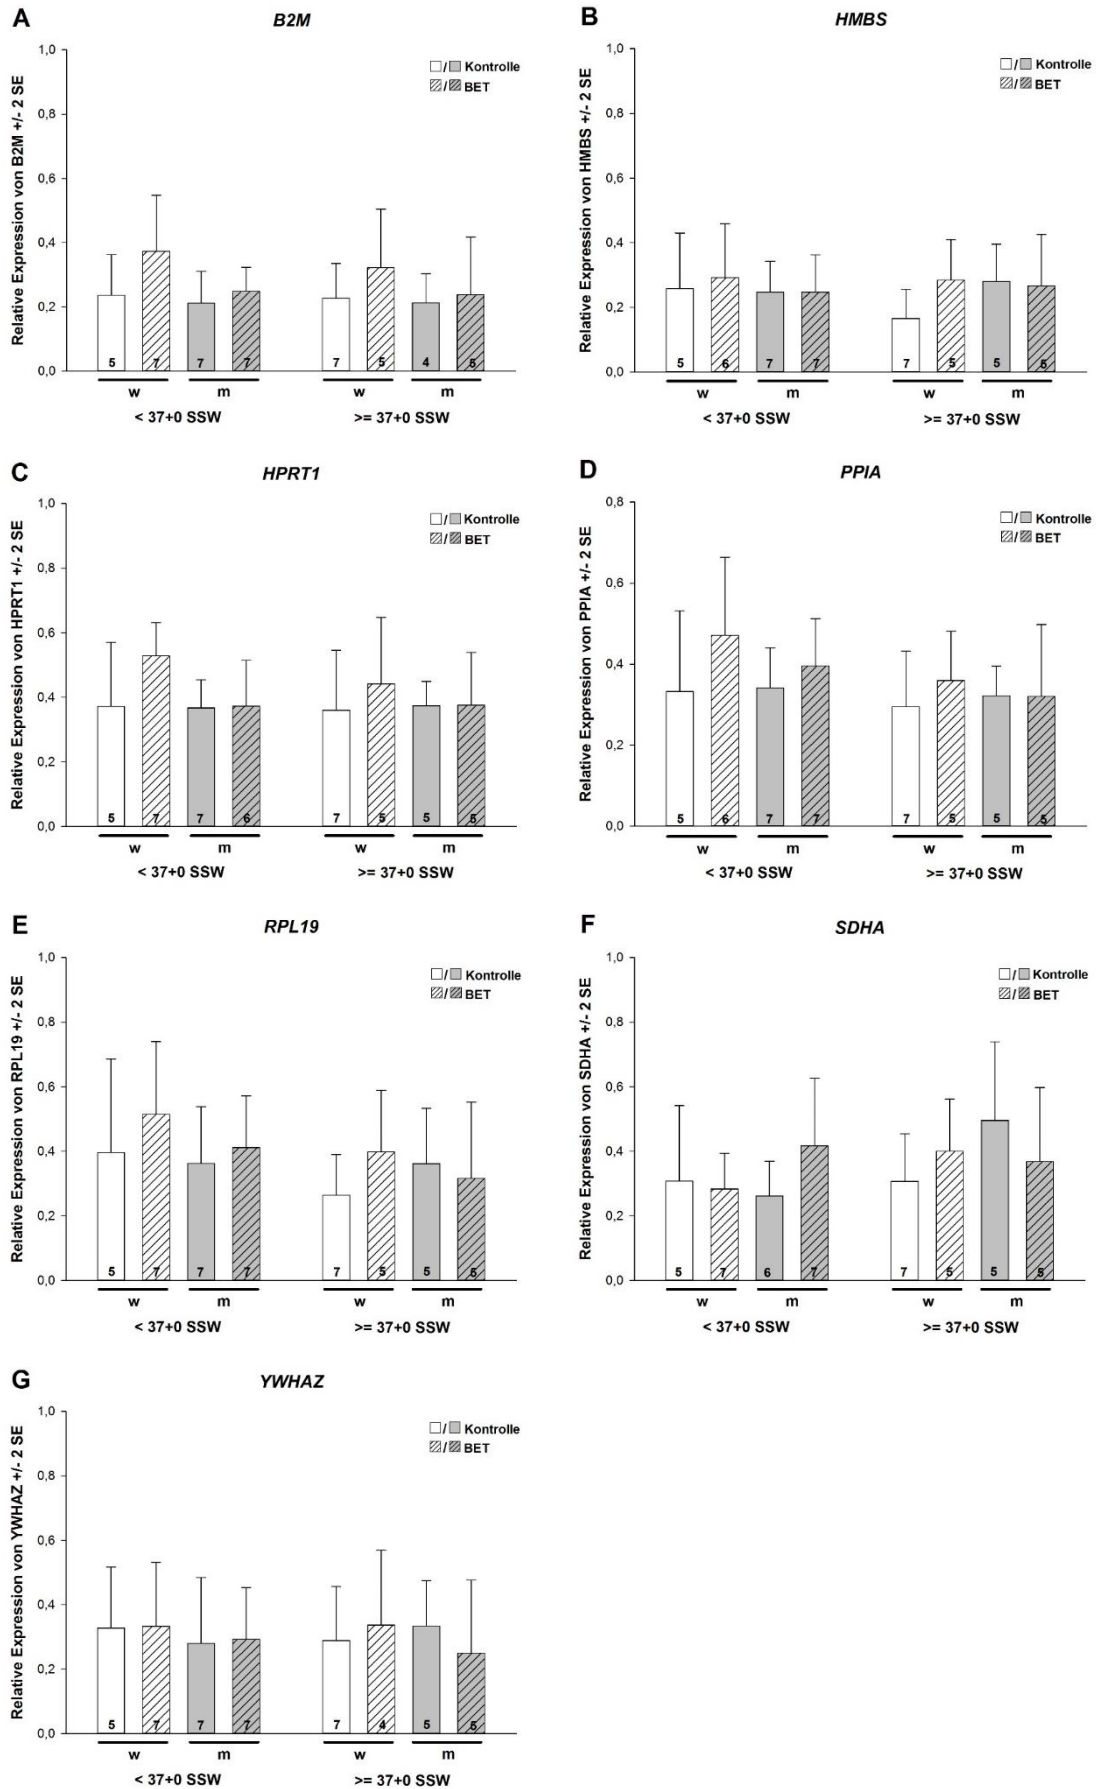 A
B2M
Relative Expression von B2M +/- 2 SE
1,0
0,8
0,6
0,4
0,2
0,0
/ Kontrolle
/ BET
5 7 7 7 7 5 4 5
w m w m
< 37+0 SSW >= 37+0 SSW
B
HMBS
Relative Expression von HMBS +/- 2 SE
1,0
0,8
0,6
0,4
0,2
0,0
/ Kontrolle
/ BET
5 6 7 7 7 5 5 5
w m w m
< 37+0 SSW >= 37+0 SSW
C
HPRT1
Relative Expression von HPRT1 +/- 2 SE
1,0
0,8
0,6
0,4
0,2
0,0
/ Kontrolle
/ BET
5 7 7 6 7 5 5 5
w m w m
< 37+0 SSW >= 37+0 SSW
D
PPIA
Relative Expression von PPIA +/- 2 SE
0,8
0,6
0,4
0,2
0,0
/ Kontrolle
/ BET
5 6 7 7 7 5 5 5
w m w m
< 37+0 SSW >= 37+0 SSW
E
RPL19
Relative Expression von RPL19 +/- 2 SE
1,0
0,8
0,6
0,4
0,2
0,0
/ Kontrolle
/ BET
5 7 7 7 7 5 5 5
w m w m
< 37+0 SSW >= 37+0 SSW
F
SDHA
Relative Expression von SDHA +/- 2 SE
1,0
0,8
0,6
0,4
0,2
0,0
/ Kontrolle
/ BET
5 7 6 7 7 5 5 5
w m w m
< 37+0 SSW >= 37+0 SSW
G
YWHAZ
Relative Expression von YWHAZ +/- 2 SE
1,0
0,8
0,6
0,4
0,2
0,0
/ Kontrolle
/ BET
5 7 7 7 7 4 5 5
w m w m
< 37+0 SSW >= 37+0 SSW